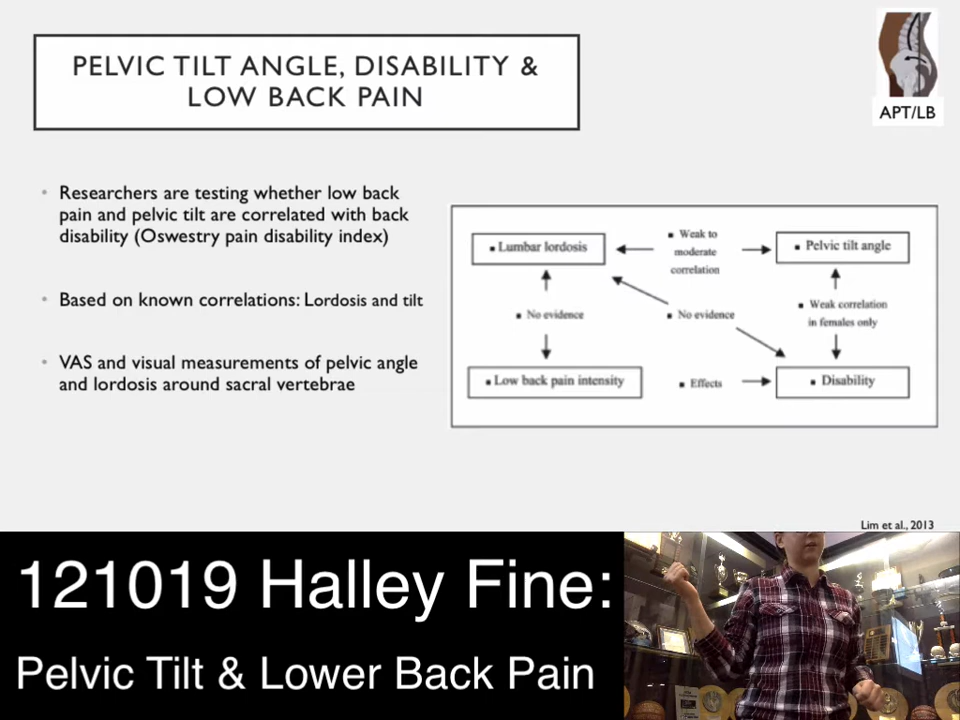 PELVIC TILT ANGLE, DISABILITY &
LOW BACK PAIN
APT/LB
• Researchers are testing whether low back
pain and pelvic tilt are correlated with back
disability (Oswestry pain disability index)
• Based on known correlations: Lordosis and tilt
• VAS and visual measurements of pelvic angle
and lordosis around sacral vertebrae
▪ Lumbar lordosis
▪ Weak to
moderate
correlation
▪ Pelvic tilt angle
▪ No evidence
▪ No evidence
▪ Weak correlation
in females only
▪ Low back pain intensity
▪ Effects
▪ Disability
Lim et al., 2013
121019 Halley Fine:
Pelvic Tilt & Lower Back Pain